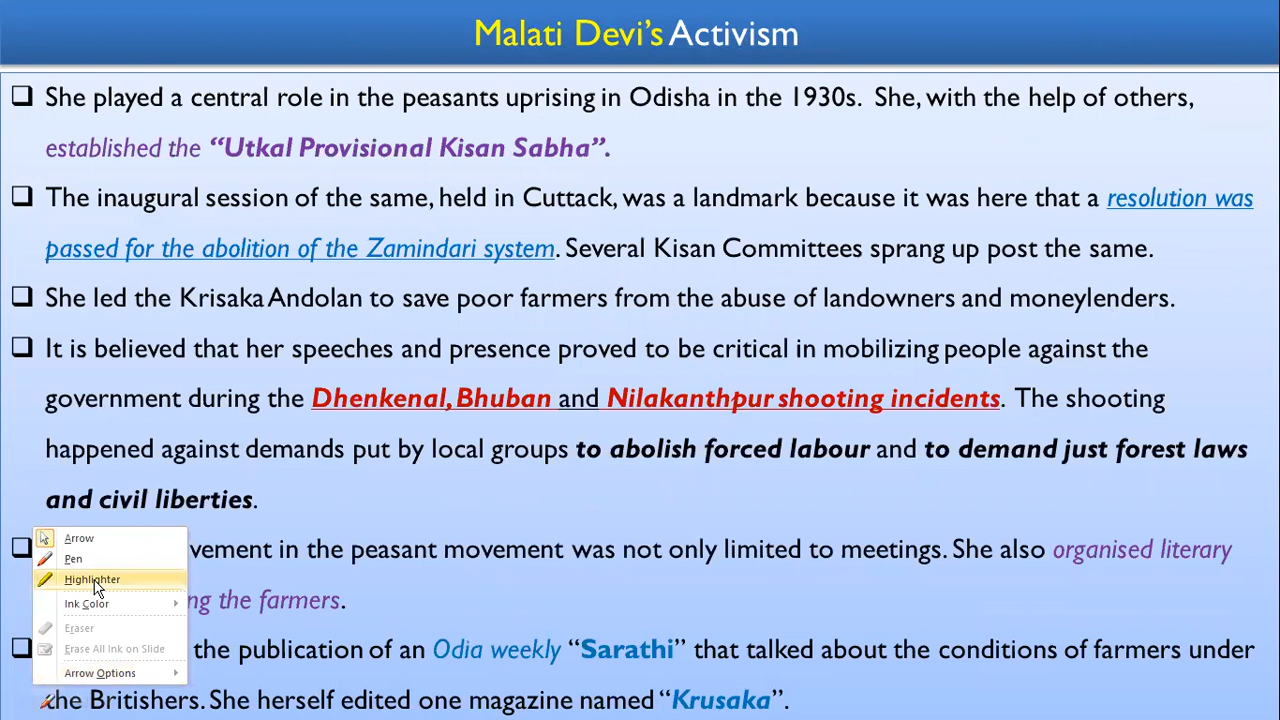 Malati Devi's Activism
She played a central role in the peasants uprising in Odisha in the 1930s. She, with the help of others,
established the “Utkal Provisional Kisan Sabha”.
The inaugural session of the same, held in Cuttack, was a landmark because it was here that a resolution was
passed for the abolition of the Zamindari system. Several Kisan Committees sprang up post the same.
She led the Krisaka Andolan to save poor farmers from the abuse of landowners and moneylenders.
It is believed that her speeches and presence proved to be critical in mobilizing people against the
government during the Dhenkenal, Bhuban and Nilakanthpur shooting incidents. The shooting
happened against demands put by local groups to abolish forced labour and to demand just forest laws
and civil liberties.
vement in the peasant movement was not only limited to meetings. She also organised literary
ng the farmers.
the publication of an Odia weekly “Sarathi” that talked about the conditions of farmers under
the Britishers. She herself edited one magazine named “Krusaka”.
Arrow
Pen
Highlighter
Ink Color
Eraser
Erase All Ink on Slide
Arrow Options